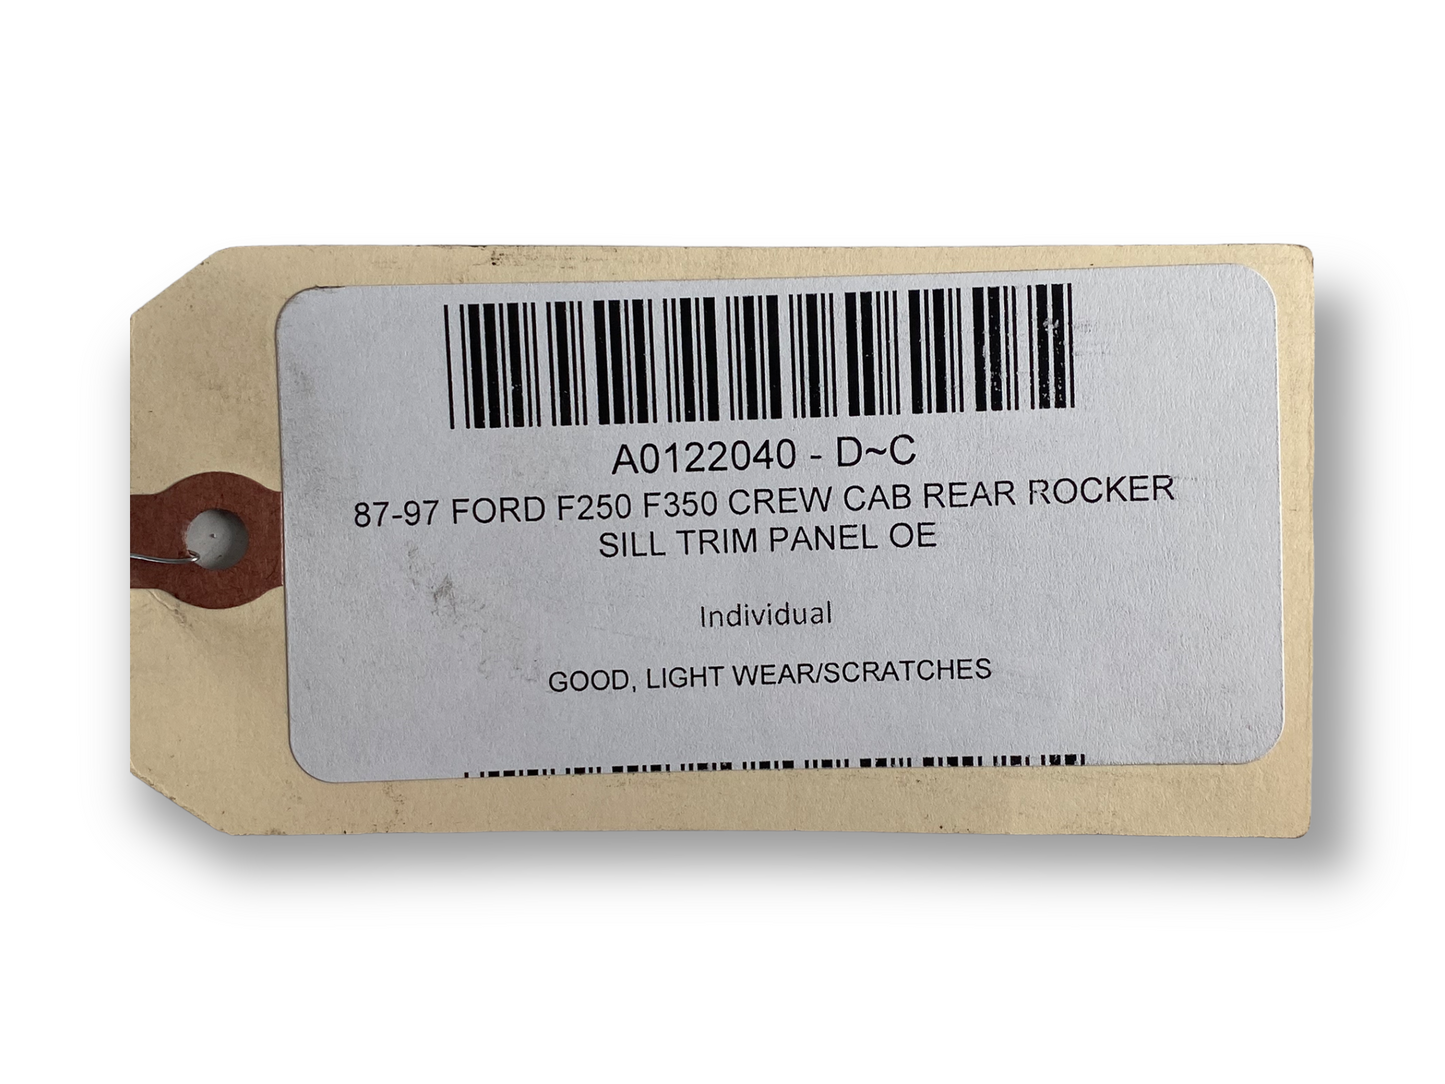 A0122040 - D~C
87-97 FORD F250 F350 CREW CAB REAR ROCKER
SILL TRIM PANEL OE
Individual
GOOD, LIGHT WEAR/SCRATCHES